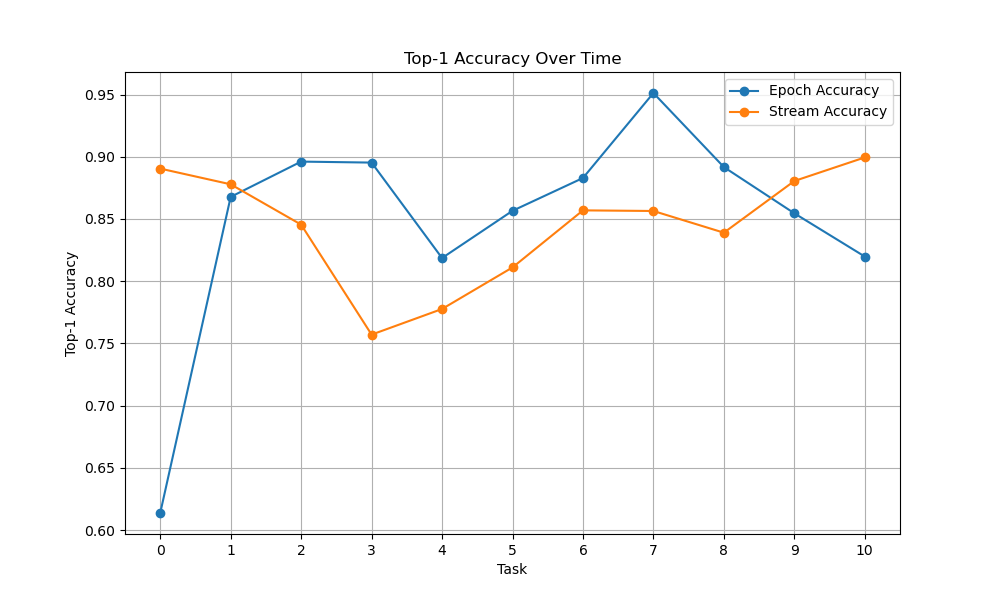 Top-1 Accuracy Over Time
Epoch Accuracy
Stream Accuracy
Top-1 Accuracy
0.95
0.90
0.85
0.80
0.75
0.70
0.65
0.60
0 1 2 3 4 5 6 7 8 9 10
Task